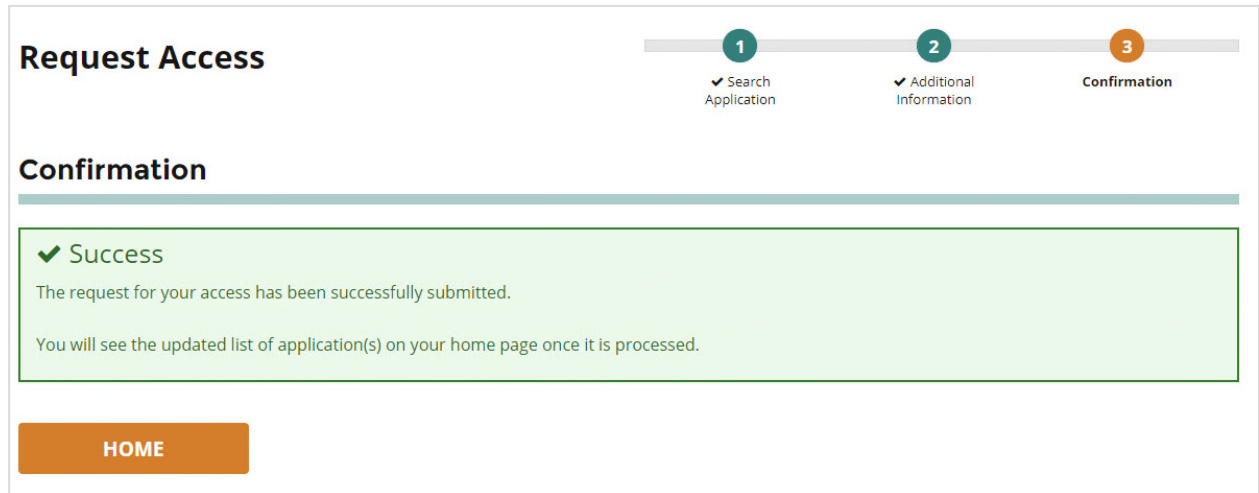 Request Access
1
2
3
✔ Search
Application
✔ Additional
Information
Confirmation
Confirmation
✔ Success
The request for your access has been successfully submitted.
You will see the updated list of application(s) on your home page once it is processed.
HOME